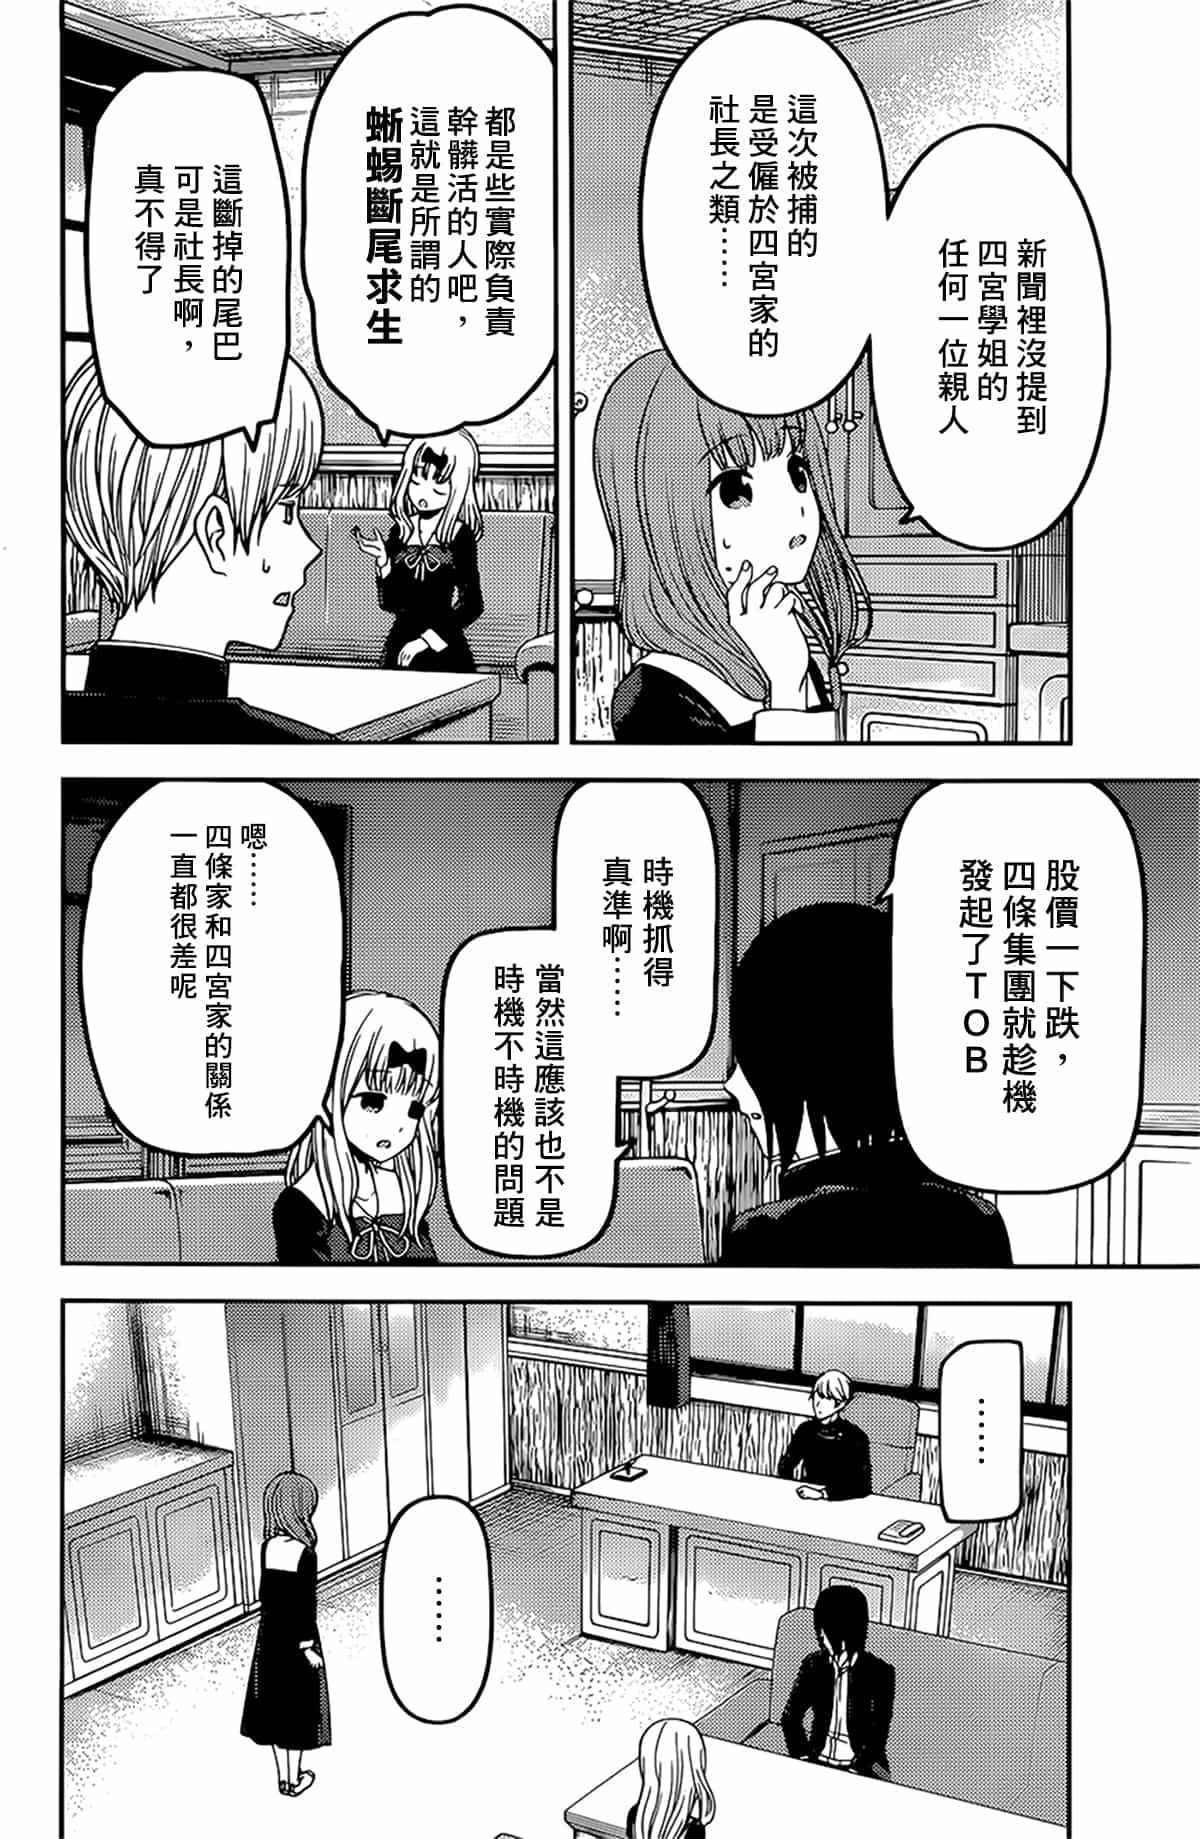 新聞裡沒提到
四宮學姐的
任何一位親人
這次被捕的
是受僱於四宮家的
社長之類……
都是些實際負責
幹髒活的人吧，
這就是所謂的
蜥蜴斷尾求生
這斷掉的尾巴
可是社長啊，
真不得了
股價一下跌，
四條集團就趁機
發起了TOB
時機抓得
真準啊……
當然這應該也不是
時機不時機的問題
嗯……
四條家和四宮家的關係
一直都很差呢
……
……